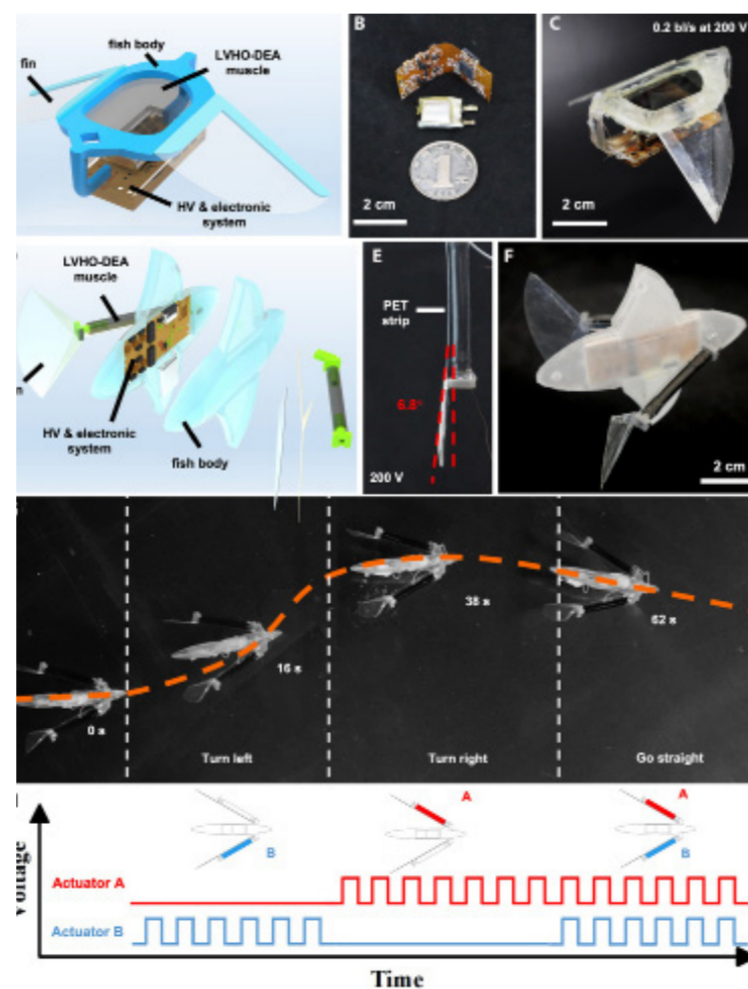 fish body
LVHO-DEA
muscle
fin
HV & electronic
system
B
2 cm
C
0.2 bl/s at 200 V
2 cm
LVHO-DEA
muscle
HV & electronic
system
fish body
E
PET
strip
6.8°
200 V
F
2 cm
0 s
16 s
38 s
62 s
Turn left
Turn right
Go straight
Voltage
A
A
B
B
Actuator A
Actuator B
Time